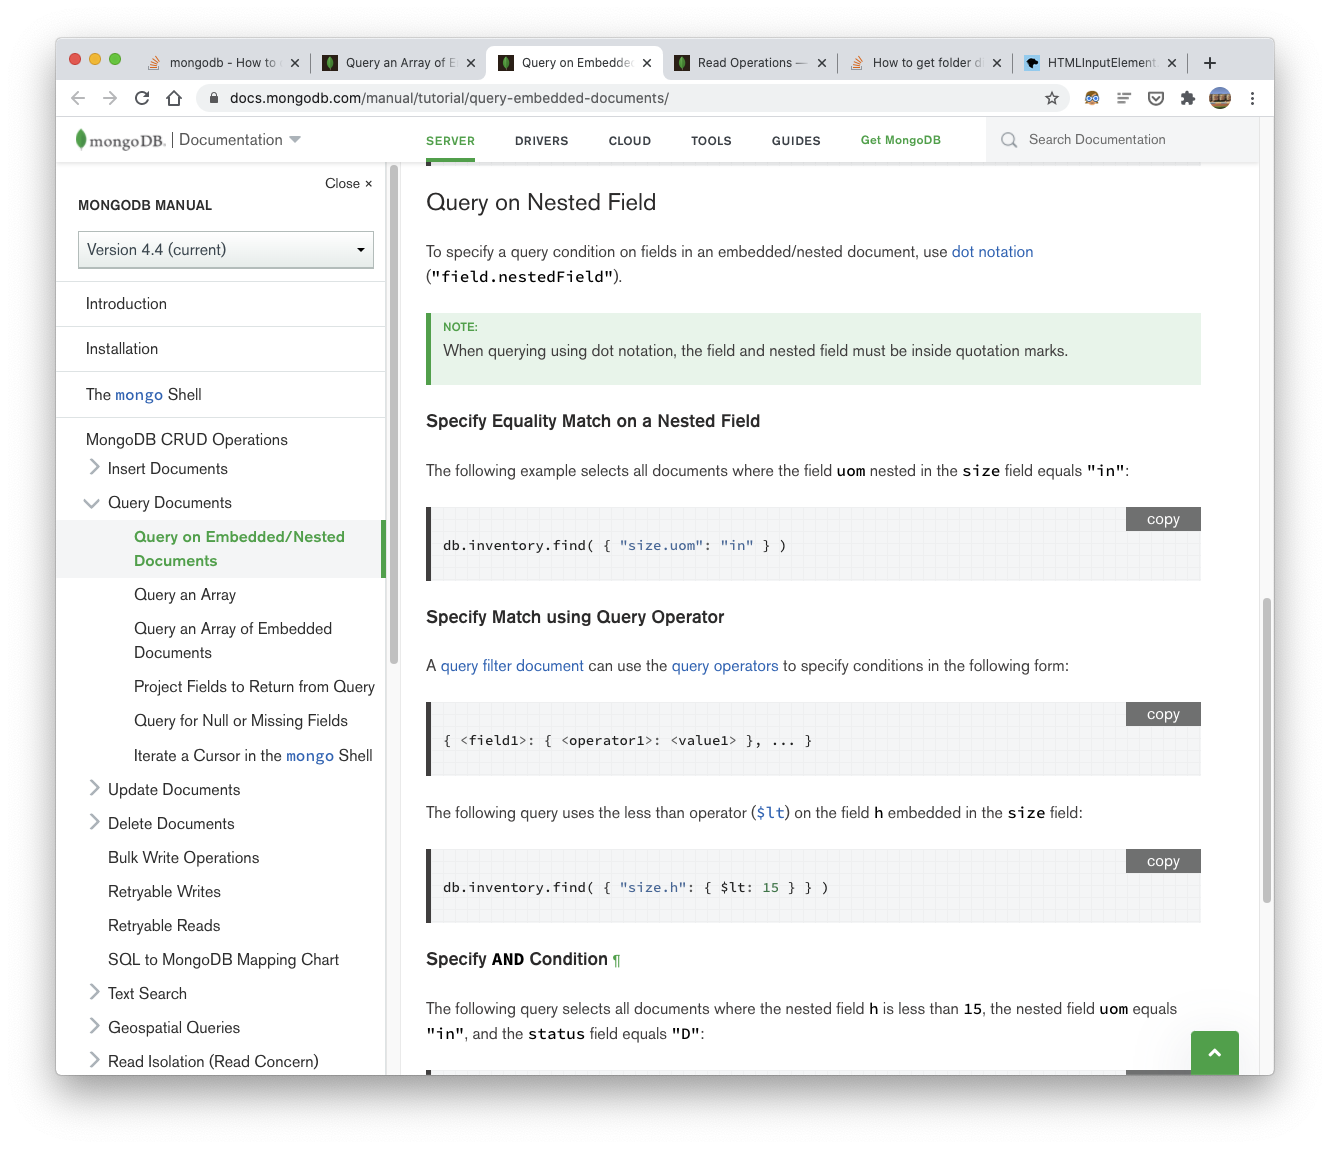 mongodb - How to
Query an Array of E
Query on Embedde
Read Operations —
How to get folder d
HTMLInputElement
docs.mongodb.com/manual/tutorial/query-embedded-documents/
mongoDB. Documentation
SERVER
DRIVERS
CLOUD
TOOLS
GUIDES
Get MongoDB
Search Documentation
Close ×
MONGODB MANUAL
Version 4.4 (current)
Introduction
Installation
The mongo Shell
MongoDB CRUD Operations
Insert Documents
Query Documents
Query on Embedded/Nested
Documents
Query an Array
Query an Array of Embedded
Documents
Project Fields to Return from Query
Query for Null or Missing Fields
Iterate a Cursor in the mongo Shell
Update Documents
Delete Documents
Bulk Write Operations
Retryable Writes
Retryable Reads
SQL to MongoDB Mapping Chart
Text Search
Geospatial Queries
Read Isolation (Read Concern)
Query on Nested Field
To specify a query condition on fields in an embedded/nested document, use dot notation
("field.nestedField").
NOTE:
When querying using dot notation, the field and nested field must be inside quotation marks.
Specify Equality Match on a Nested Field
The following example selects all documents where the field uom nested in the size field equals "in":
copy
db.inventory.find( { "size.uom": "in" } )
Specify Match using Query Operator
A query filter document can use the query operators to specify conditions in the following form:
copy
{ <field1>: { <operator1>: <value1> }, ... }
The following query uses the less than operator ($lt) on the field h embedded in the size field:
copy
db.inventory.find( { "size.h": { $lt: 15 } } )
Specify AND Condition ¶
The following query selects all documents where the nested field h is less than 15, the nested field uom equals
"in", and the status field equals "D":